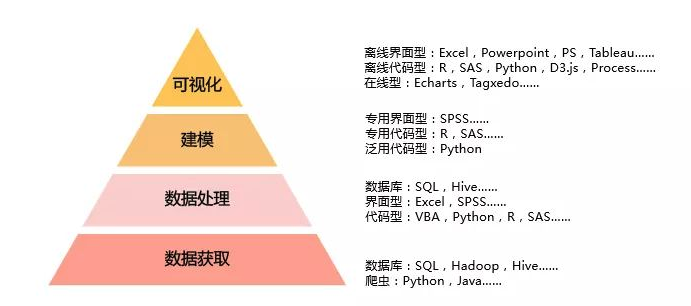 可视化
离线界面型：Excel，Powerpoint，PS，Tableau……
离线代码型：R，SAS，Python，D3.js，Process……
在线型：Echarts，Tagxedo……
建模
专用界面型：SPSS……
专用代码型：R，SAS……
泛用代码型：Python
数据处理
数据库：SQL，Hive……
界面型：Excel，SPSS……
代码型：VBA，Python，R，SAS……
数据获取
数据库：SQL，Hadoop，Hive……
爬虫：Python，Java……